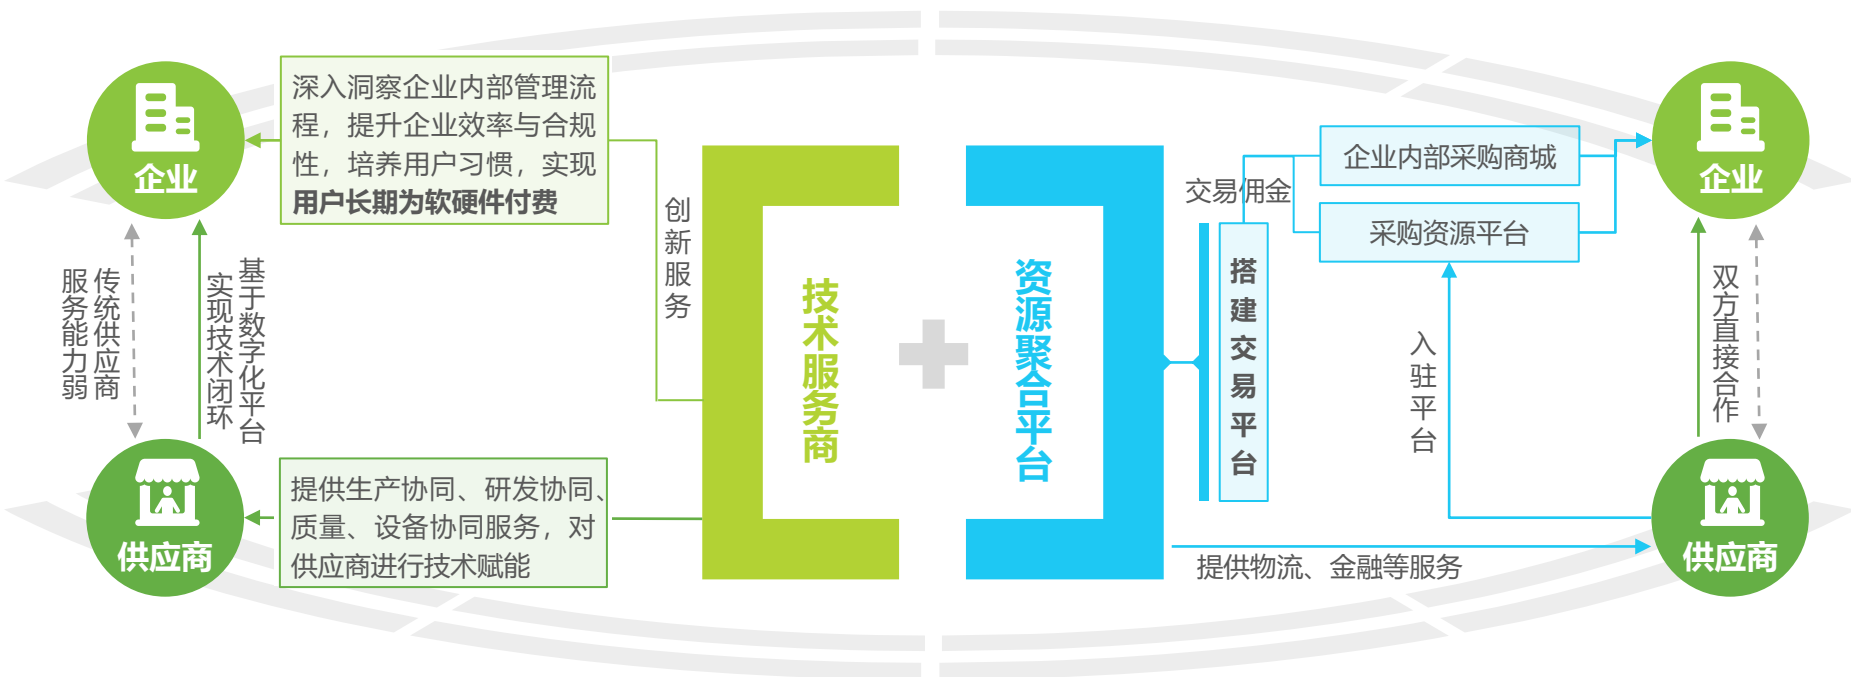 企业
深入洞察企业内部管理流
程，提升企业效率与合规
性，培养用户习惯，实现
用户长期为软硬件付费
创新服务
传统供应商
服务能力弱
基于数字化平台
实现技术闭环
供应商
提供生产协同、研发协同、
质量、设备协同服务，对
供应商进行技术赋能
技术服务商
资源聚合平台
交易佣金
搭建交易平台
企业内部采购商城
采购资源平台
入驻平台
提供物流、金融等服务
企业
双方直接合作
供应商